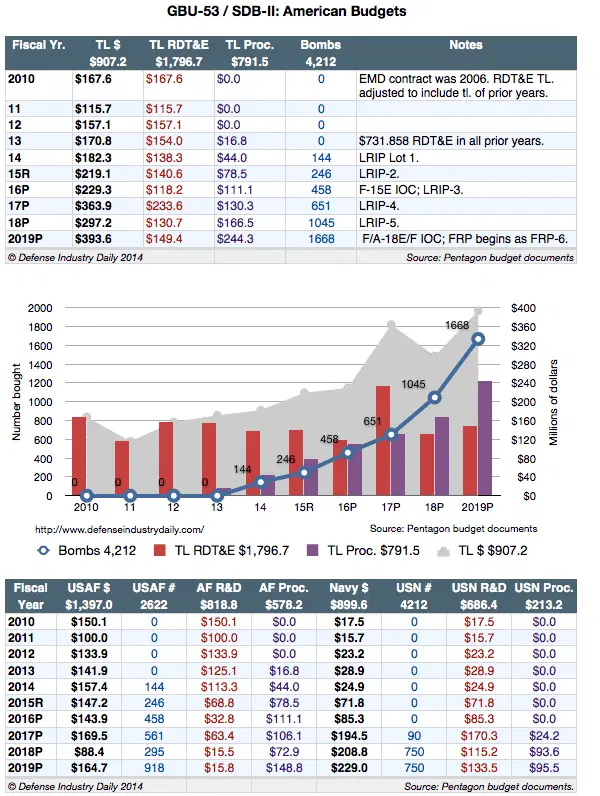 GBU-53 / SDB-II: American Budgets
Fiscal Yr. TL $ TL RDT&E TL Proc. Bombs Notes
$907.2 $1,796.7 $791.5 4,212
2010 $167.6 $167.6 $0.0 0 EMD contract was 2006. RDT&E TL.
adjusted to include tl. of prior years.
11 $115.7 $115.7 $0.0 0
12 $157.1 $157.1 $0.0 0
13 $170.8 $154.0 $16.8 0 $731.858 RDT&E in all prior years.
14 $182.3 $138.3 $44.0 144 LRIP Lot 1.
15R $219.1 $140.6 $78.5 246 LRIP-2.
16P $229.3 $118.2 $111.1 458 F-15E IOC; LRIP-3.
17P $363.9 $233.6 $130.3 651 LRIP-4.
18P $297.2 $130.7 $166.5 1045 LRIP-5.
2019P $393.6 $149.4 $244.3 1668 F/A-18E/F IOC; FRP begins as FRP-6.
© Defense Industry Daily 2014 Source: Pentagon budget documents
2000 $400
1800 $360
1668
1600 $320
1400 $280
1200 $240
1045
1000 $200
800 $160
651
600 $120
458
400 $80
246
200 $40
144
0 0 0 0
0 $0
Number bought
Millions of dollars
2010 11 12 13 14 15R 16P 17P 18P 2019P
http://www.defenseindustrydaily.com/ Source: Pentagon budget documents
Bombs 4,212 TL RDT&E $1,796.7 TL Proc. $791.5 TL $ $907.2
Fiscal USAF $ USAF # AF R&D AF Proc. Navy $ USN # USN R&D USN Proc.
Year $1,397.0 2622 $818.8 $578.2 $899.6 4212 $686.4 $213.2
2010 $150.1 0 $150.1 $0.0 $17.5 0 $17.5 $0.0
2011 $100.0 0 $100.0 $0.0 $15.7 0 $15.7 $0.0
2012 $133.9 0 $133.9 $0.0 $23.2 0 $23.2 $0.0
2013 $141.9 0 $125.1 $16.8 $28.9 0 $28.9 $0.0
2014 $157.4 144 $113.3 $44.0 $24.9 0 $24.9 $0.0
2015R $147.2 246 $68.8 $78.5 $71.8 0 $71.8 $0.0
2016P $143.9 458 $32.8 $111.1 $85.3 0 $85.3 $0.0
2017P $169.5 561 $63.4 $106.1 $194.5 90 $170.3 $24.2
2018P $88.4 295 $15.5 $72.9 $208.8 750 $115.2 $93.6
2019P $164.7 918 $15.8 $148.8 $229.0 750 $133.5 $95.5
© Defense Industry Daily 2014 Source: Pentagon budget documents.